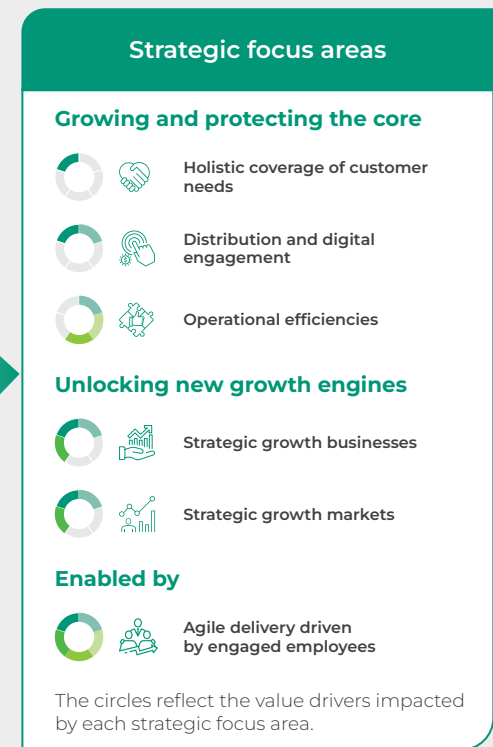 Strategic focus areas
Growing and protecting the core
Holistic coverage of customer
needs
Distribution and digital
engagement
Operational efficiencies
Unlocking new growth engines
Strategic growth businesses
Strategic growth markets
Enabled by
Agile delivery driven
by engaged employees
The circles reflect the value drivers impacted
by each strategic focus area.